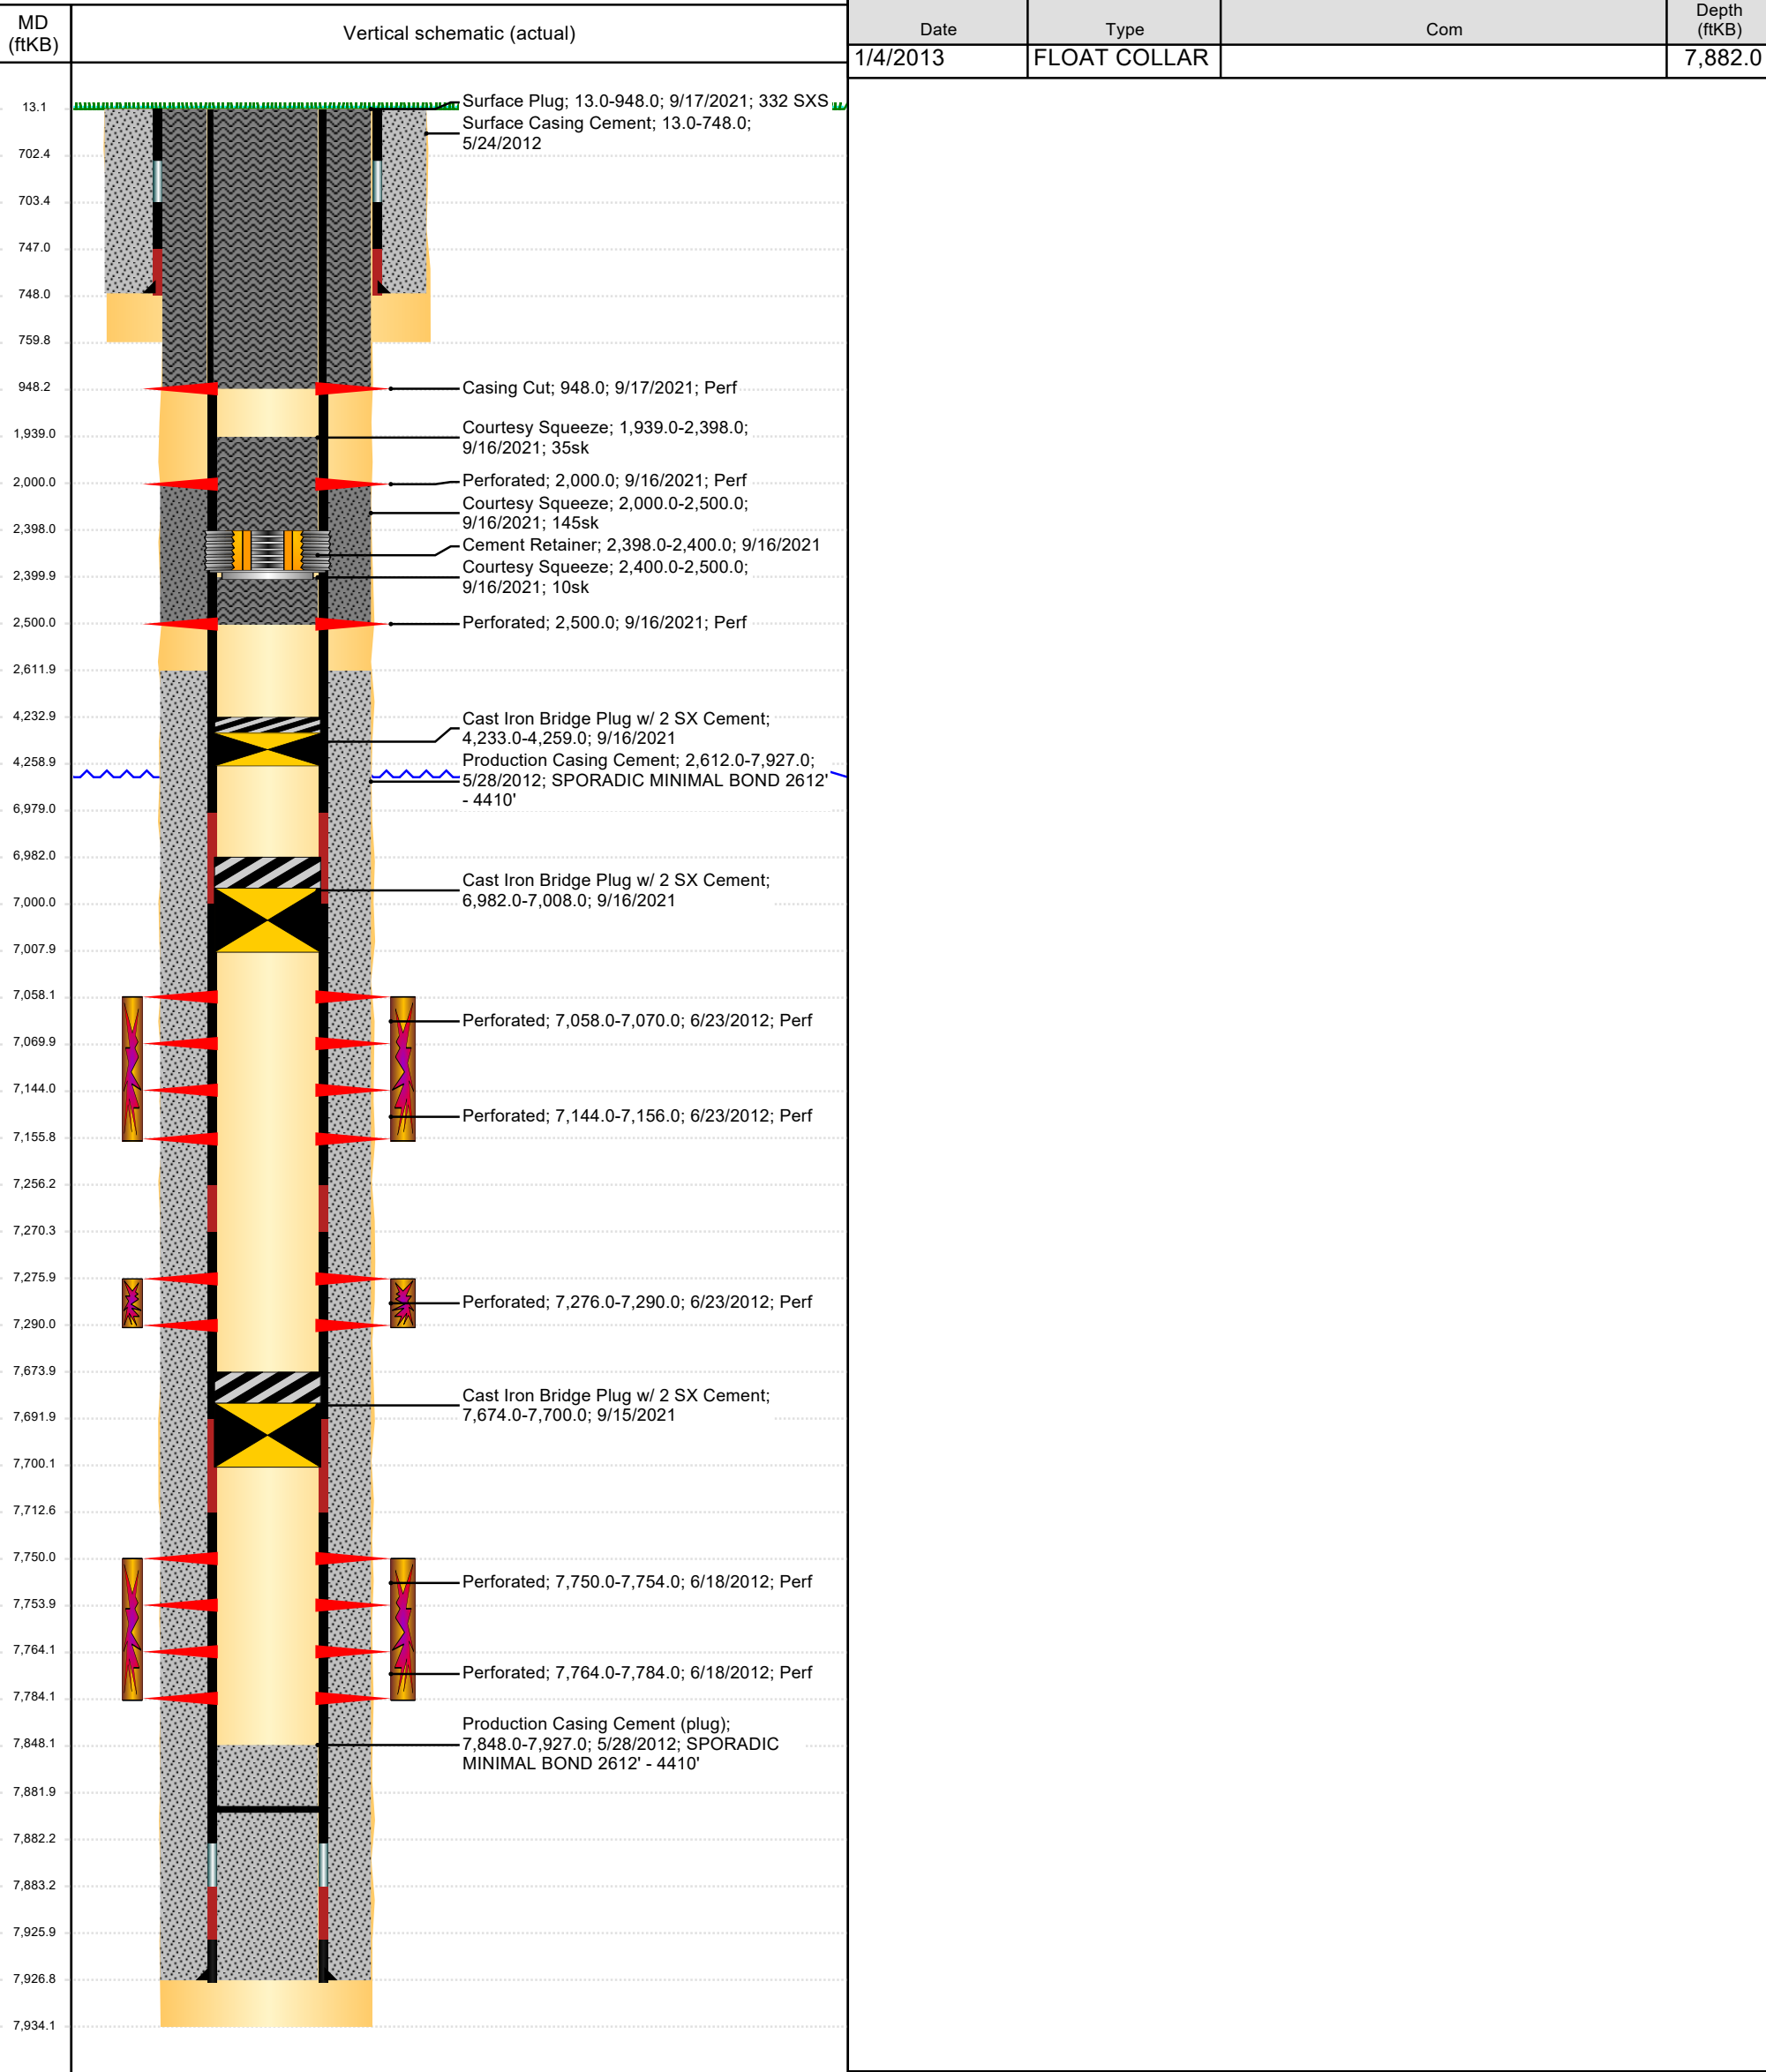 MD
(ftKB)
Vertical schematic (actual)
Date
Type
Com
Depth
(ftKB)
1/4/2013
FLOAT COLLAR
7,882.0
13.1
702.4
703.4
747.0
748.0
759.8
948.2
1,939.0
2,000.0
2,398.0
2,399.9
2,500.0
2,611.9
4,232.9
4,258.9
6,979.0
6,982.0
7,000.0
7,007.9
7,058.1
7,069.9
7,144.0
7,155.8
7,256.2
7,270.3
7,275.9
7,290.0
7,673.9
7,691.9
7,700.1
7,712.6
7,750.0
7,753.9
7,764.1
7,784.1
7,848.1
7,881.9
7,882.2
7,883.2
7,925.9
7,926.8
7,934.1
Surface Plug; 13.0-948.0; 9/17/2021; 332 SXS
Surface Casing Cement; 13.0-748.0;
5/24/2012
Casing Cut; 948.0; 9/17/2021; Perf
Courtesy Squeeze; 1,939.0-2,398.0;
9/16/2021; 35sk
Perforated; 2,000.0; 9/16/2021; Perf
Courtesy Squeeze; 2,000.0-2,500.0;
9/16/2021; 145sk
Cement Retainer; 2,398.0-2,400.0; 9/16/2021
Courtesy Squeeze; 2,400.0-2,500.0;
9/16/2021; 10sk
Perforated; 2,500.0; 9/16/2021; Perf
Cast Iron Bridge Plug w/ 2 SX Cement;
4,233.0-4,259.0; 9/16/2021
Production Casing Cement; 2,612.0-7,927.0;
5/28/2012; SPORADIC MINIMAL BOND 2612'
- 4410'
Cast Iron Bridge Plug w/ 2 SX Cement;
6,982.0-7,008.0; 9/16/2021
Perforated; 7,058.0-7,070.0; 6/23/2012; Perf
Perforated; 7,144.0-7,156.0; 6/23/2012; Perf
Perforated; 7,276.0-7,290.0; 6/23/2012; Perf
Cast Iron Bridge Plug w/ 2 SX Cement;
7,674.0-7,700.0; 9/15/2021
Perforated; 7,750.0-7,754.0; 6/18/2012; Perf
Perforated; 7,764.0-7,784.0; 6/18/2012; Perf
Production Casing Cement (plug);
7,848.0-7,927.0; 5/28/2012; SPORADIC
MINIMAL BOND 2612' - 4410'